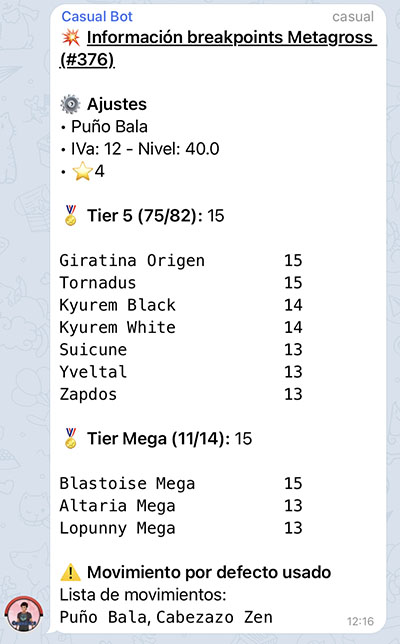 Casual Bot casual
💥 Información breakpoints Metagross
(#376)
⚙️ Ajustes
• Puño Bala
• IVa: 12 - Nivel: 40.0
• ⭐4
🏅 Tier 5 (75/82): 15
Giratina Origen 15
Tornadus 15
Kyurem Black 14
Kyurem White 14
Suicune 13
Yveltal 13
Zapdos 13
🏅 Tier Mega (11/14): 15
Blastoise Mega 15
Altaria Mega 13
Lopunny Mega 13
⚠️ Movimiento por defecto usado
Lista de movimientos:
Puño Bala, Cabezazo Zen
12:16